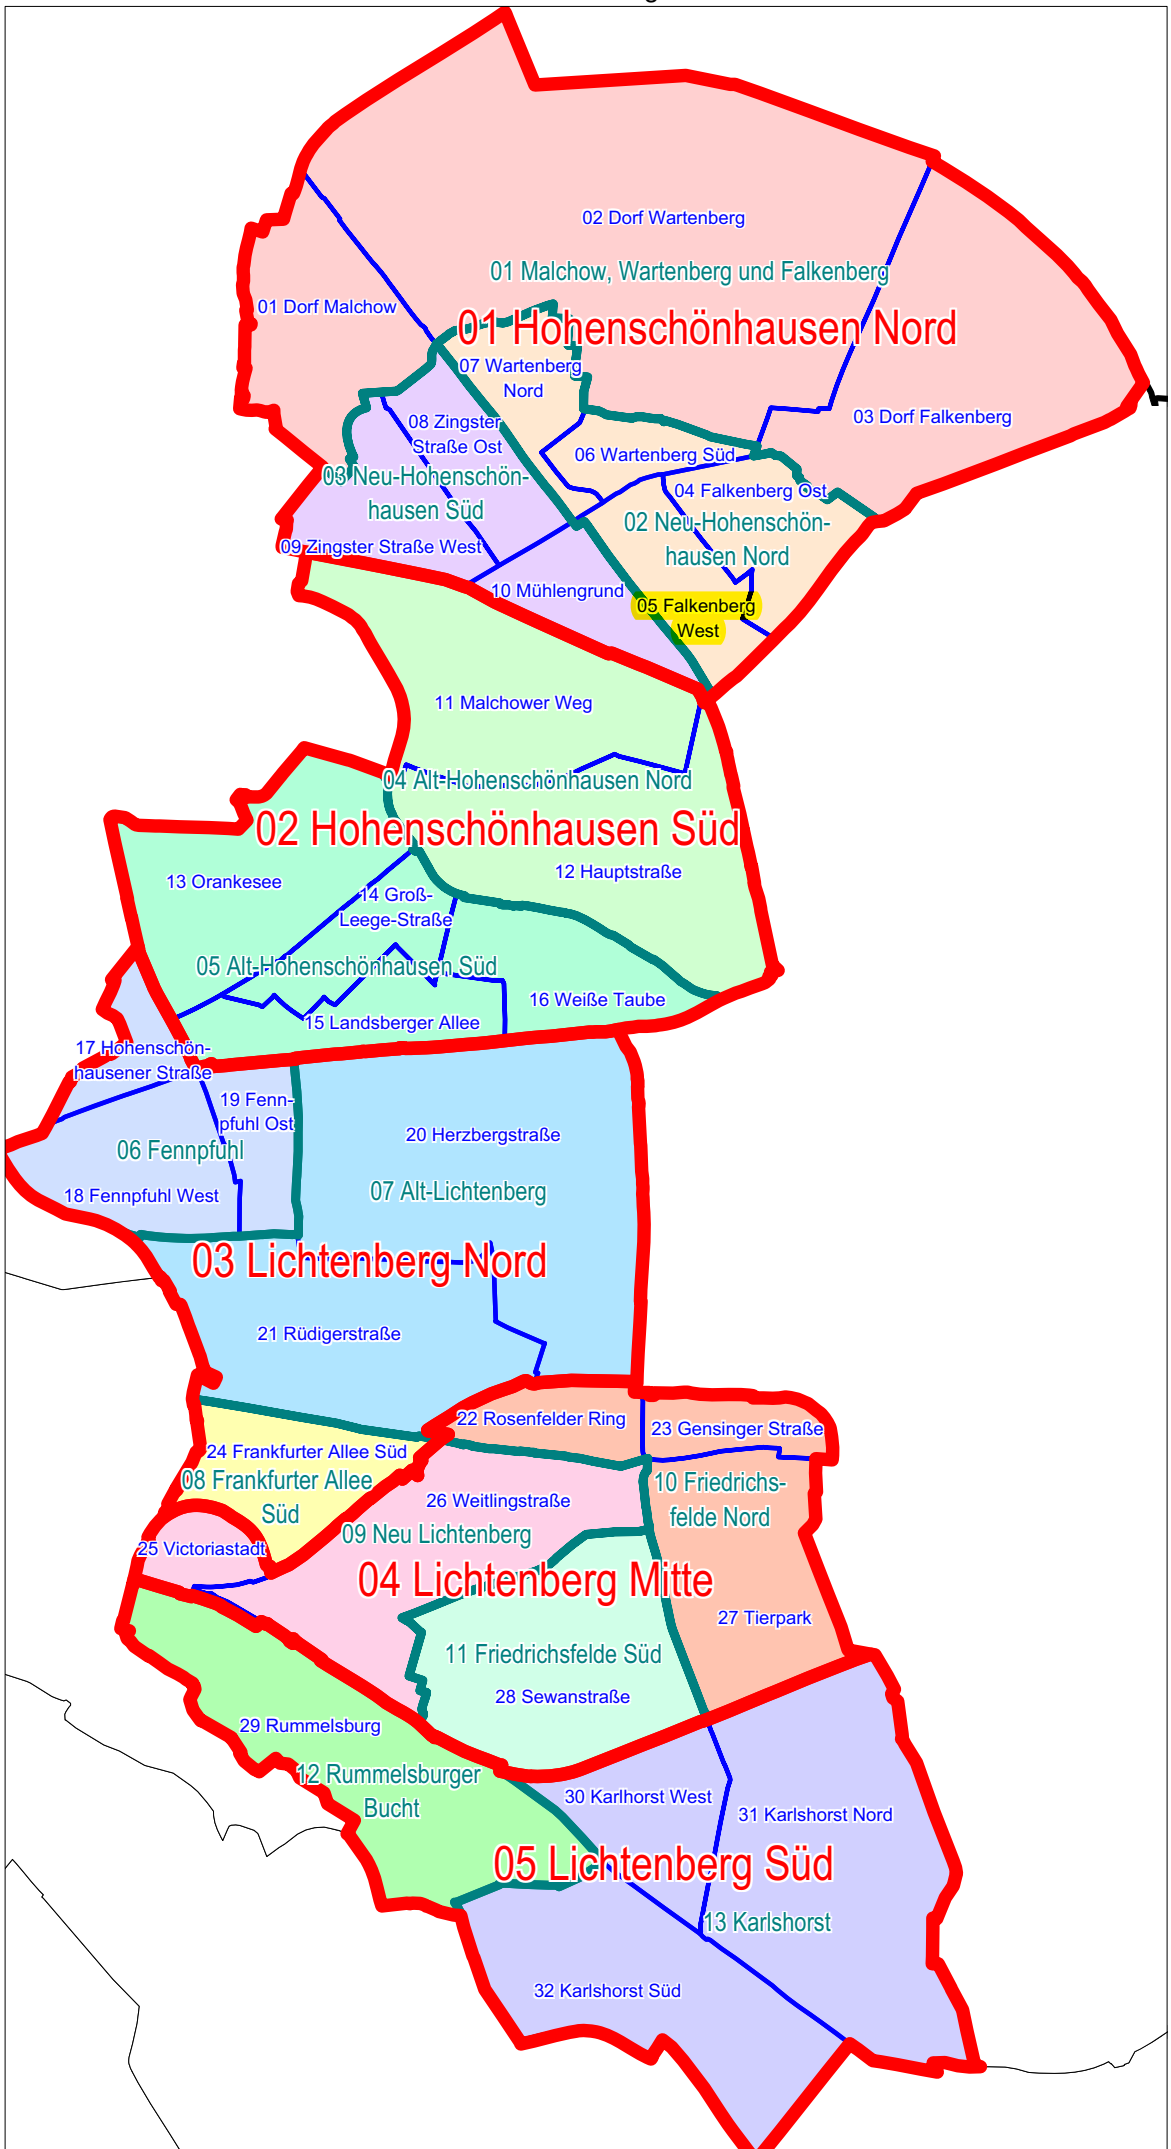 02 Dorf Wartenberg
01 Malchow, Wartenberg und Falkenberg
01 Dorf Malchow
01 Hohenschönhausen Nord
07 Wartenberg
Nord
03 Dorf Falkenberg
08 Zingster
Straße Ost
06 Wartenberg Süd
03 Neu-Hohenschön-
hausen Süd
04 Falkenberg Ost
02 Neu-Hohenschön-
hausen Nord
09 Zingster Straße West
10 Mühlengrund
05 Falkenberg
West
11 Malchower Weg
04 Alt-Hohenschönhausen Nord
02 Hohenschönhausen Süd
12 Hauptstraße
13 Orankesee
14 Groß-
Leege-Straße
05 Alt-Hohenschönhausen Süd
16 Weiße Taube
15 Landsberger Allee
17 Hohenschön-
hausener Straße
19 Fenn-
pfuhl Ost
20 Herzbergstraße
06 Fennpfuhl
18 Fennpfuhl West
07 Alt-Lichtenberg
03 Lichtenberg Nord
21 Rüdigerstraße
22 Rosenfelder Ring
23 Gensinger Straße
24 Frankfurter Allee Süd
08 Frankfurter Allee
Süd
10 Friedrichs-
felde Nord
26 Weitlingstraße
09 Neu Lichtenberg
25 Victoriastadt
04 Lichtenberg Mitte
27 Tierpark
11 Friedrichsfelde Süd
28 Sewanstraße
29 Rummelsburg
12 Rummelsburger
Bucht
30 Karlhorst West
31 Karlshorst Nord
05 Lichtenberg Süd
13 Karlshorst
32 Karlshorst Süd